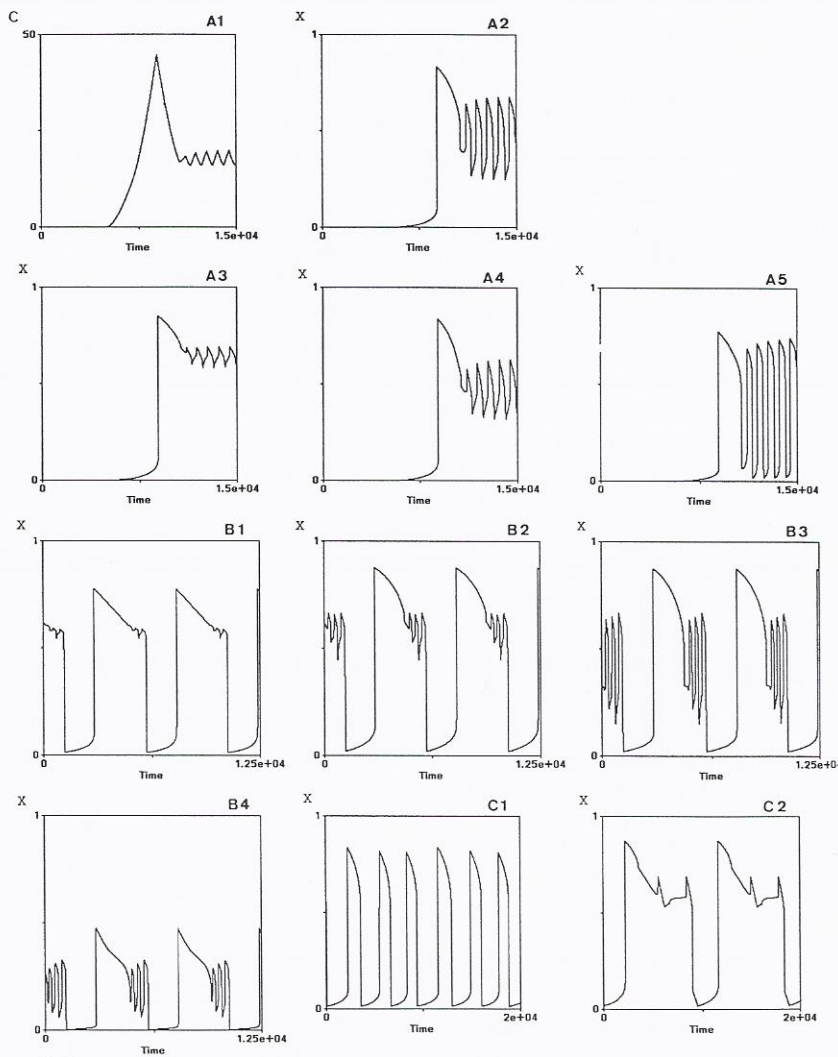 C A1 X A2
50 1
0 0
0 1.5e+04 0 1.5e+04
Time Time
X A3 X A4 X A5
1 1 1
0 0 0
0 1.5e+04 0 1.5e+04 0 1.5e+04
Time Time Time
X B1 X B2 X B3
1 1 1
0 0 0
0 1.25e+04 0 1.25e+04 0 1.25e+04
Time Time Time
X B4 X C1 X C2
1 1 1
0 0 0
0 1.25e+04 0 2e+04 0 2e+04
Time Time Time